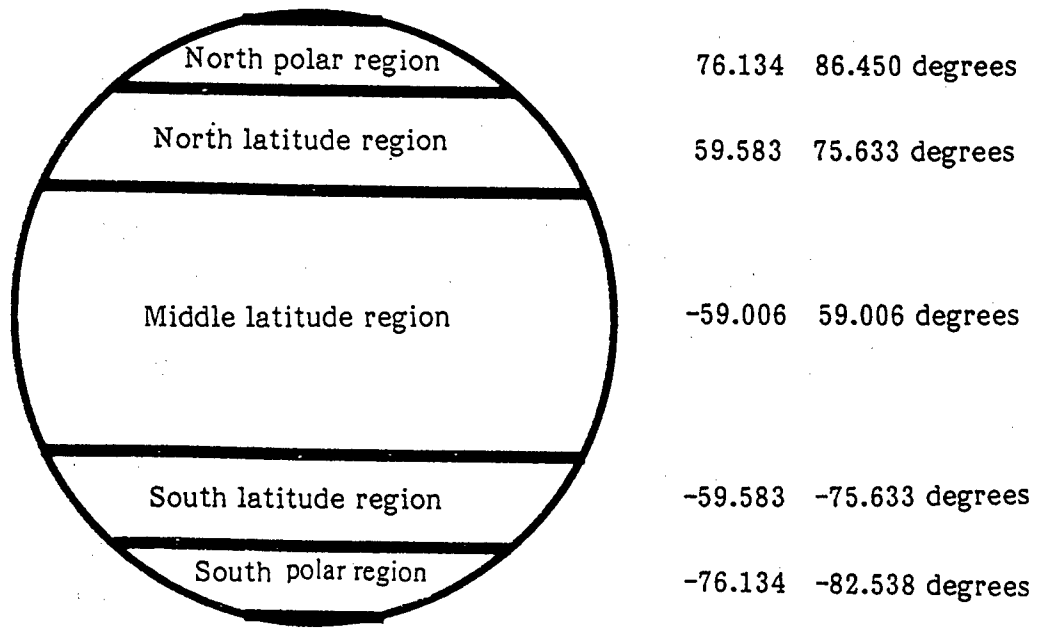 North polar region 76.134 86.450 degrees
North latitude region 59.583 75.633 degrees
Middle latitude region -59.006 59.006 degrees
South latitude region -59.583 -75.633 degrees
South polar region -76.134 -82.538 degrees